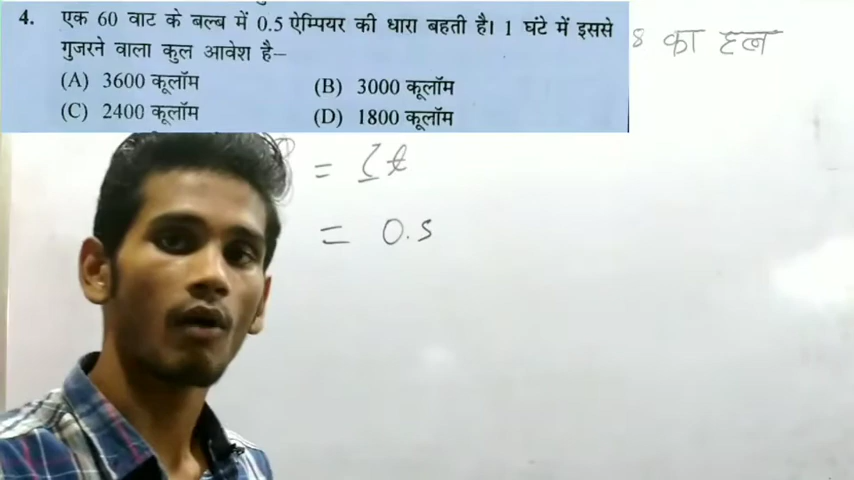 4. एक 60 वाट के बल्ब में 0.5 ऐम्पियर की धारा बहती है। 1 घंटे में इससे
गुजरने वाला कुल आवेश है–
(A) 3600 कूलॉम (B) 3000 कूलॉम
(C) 2400 कूलॉम (D) 1800 कूलॉम
8 का हल
= It
= 0.5